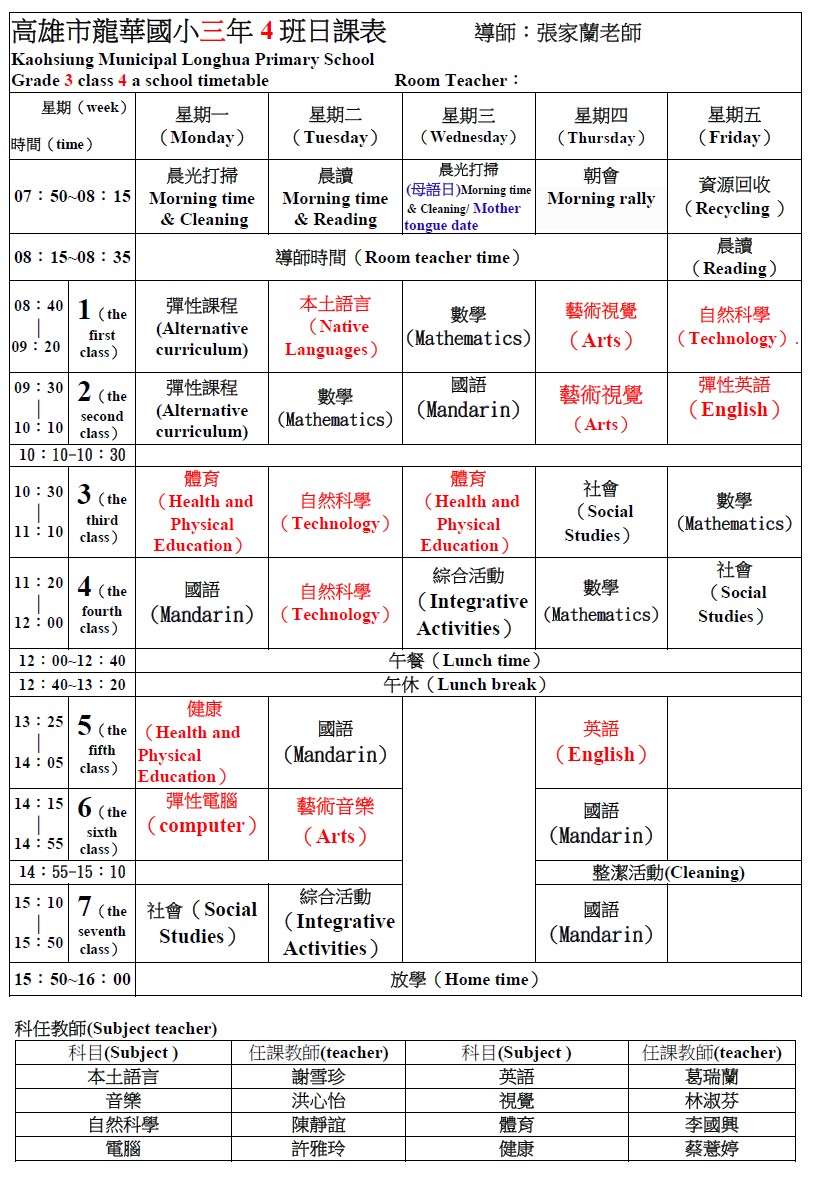 高雄市龍華國小三年 4 班日課表 導師：張家蘭老師
Kaohsiung Municipal Longhua Primary School
Grade 3 class 4 a school timetable Room Teacher：
星期（week）
時間（time）
星期一
（Monday）
星期二
（Tuesday）
星期三
（Wednesday）
星期四
（Thursday）
星期五
（Friday）
07：50~08：15
晨光打掃
Morning time
& Cleaning
晨讀
Morning time
& Reading
晨光打掃
(母語日)Morning time
& Cleaning/ Mother
tongue date
朝會
Morning rally
資源回收
（Recycling ）
08：15~08：35
導師時間（Room teacher time）
晨讀
（Reading）
08：40
｜
09：20
1（the
first
class）
彈性課程
(Alternative
curriculum)
本土語言
（Native
Languages）
數學
（Mathematics）
藝術視覺
（Arts）
自然科學
（Technology）.
09：30
｜
10：10
2（the
second
class）
彈性課程
(Alternative
curriculum)
數學
（Mathematics）
國語
（Mandarin）
藝術視覺
（Arts）
彈性英語
（English）
10：10-10：30
10：30
｜
11：10
3（the
third
class）
體育
（Health and
Physical
Education）
自然科學
（Technology）
體育
（Health and
Physical
Education）
社會
（Social
Studies）
數學
（Mathematics）
11：20
｜
12：00
4（the
fourth
class）
國語
（Mandarin）
自然科學
（Technology）
綜合活動
（Integrative
Activities）
數學
（Mathematics）
社會
（Social
Studies）
12：00~12：40
午餐（Lunch time）
12：40~13：20
午休（Lunch break）
13：25
｜
14：05
5（the
fifth
class）
健康
（Health and
Physical
Education）
國語
（Mandarin）
英語
（English）
14：15
｜
14：55
6（the
sixth
class）
彈性電腦
（computer）
藝術音樂
（Arts）
國語
（Mandarin）
14：55-15：10
整潔活動(Cleaning)
15：10
｜
15：50
7（the
seventh
class）
社會（Social
Studies）
綜合活動
（Integrative
Activities）
國語
（Mandarin）
15：50~16：00
放學（Home time）
科任教師(Subject teacher)
科目(Subject ) 任課教師(teacher) 科目(Subject ) 任課教師(teacher)
本土語言 謝雪珍 英語 葛瑞蘭
音樂 洪心怡 視覺 林淑芬
自然科學 陳靜誼 體育 李國興
電腦 許雅玲 健康 蔡薏婷